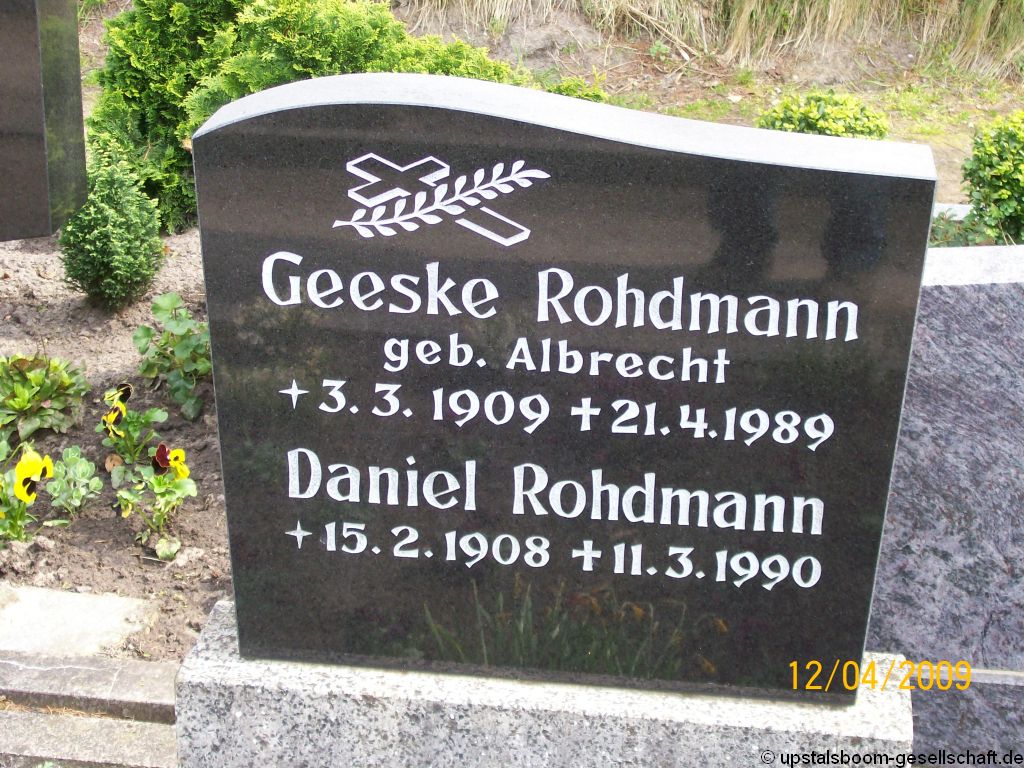 Geeske Rohdmann
geb. Albrecht
3.3.1909 † 21.4.1989
Daniel Rohdmann
15.2.1908 † 11.3.1990
12/04/2009
© upstalsboom-gesellschaft.de